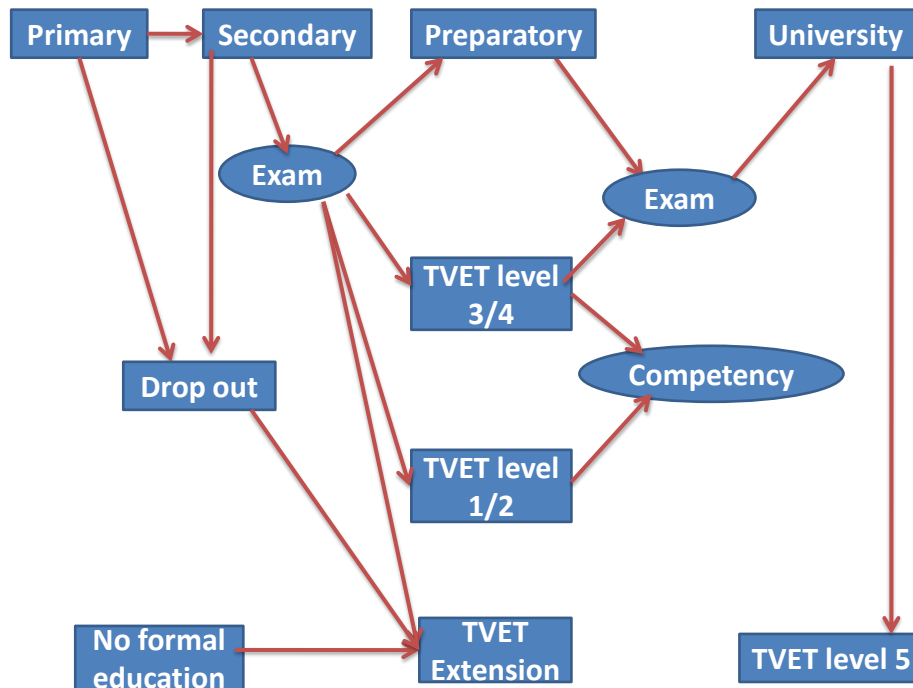 Primary
Secondary
Preparatory
University
Exam
Exam
TVET level
3/4
Drop out
Competency
TVET level
1/2
No formal
education
TVET
Extension
TVET level 5